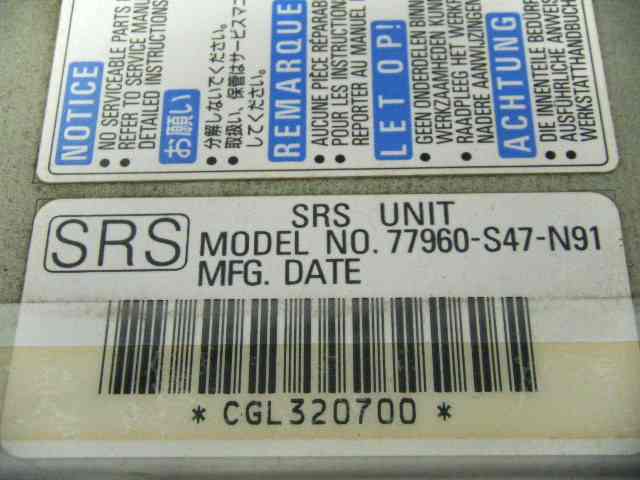 NOTICE
• NO SERVICEABLE PARTS
• REFER TO SERVICE MANUAL
DETAILED INSTRUCTIONS
お願い
• 分解しないでください。
• 取扱い、保管はサービスマニ
してください。
REMARQUE
• AUCUNE PIÈCE RÉPARAB
• POUR LES INSTRUCTION
REPORTER AU MANUEL
LET OP!
• GEEN ONDERDELEN BINN
WERKZAAMHEDEN KUN
• RAADPLEEG HET WERKP
NADERE AANWIJZINGEN
ACHTUNG
• DIE INNENTEILE BEDÜRF
• AUSFÜHRLICHE ANWEIS
WERKSTATTHANDBUCH
SRS
SRS UNIT
MODEL NO. 77960-S47-N91
MFG. DATE
*CGL320700*